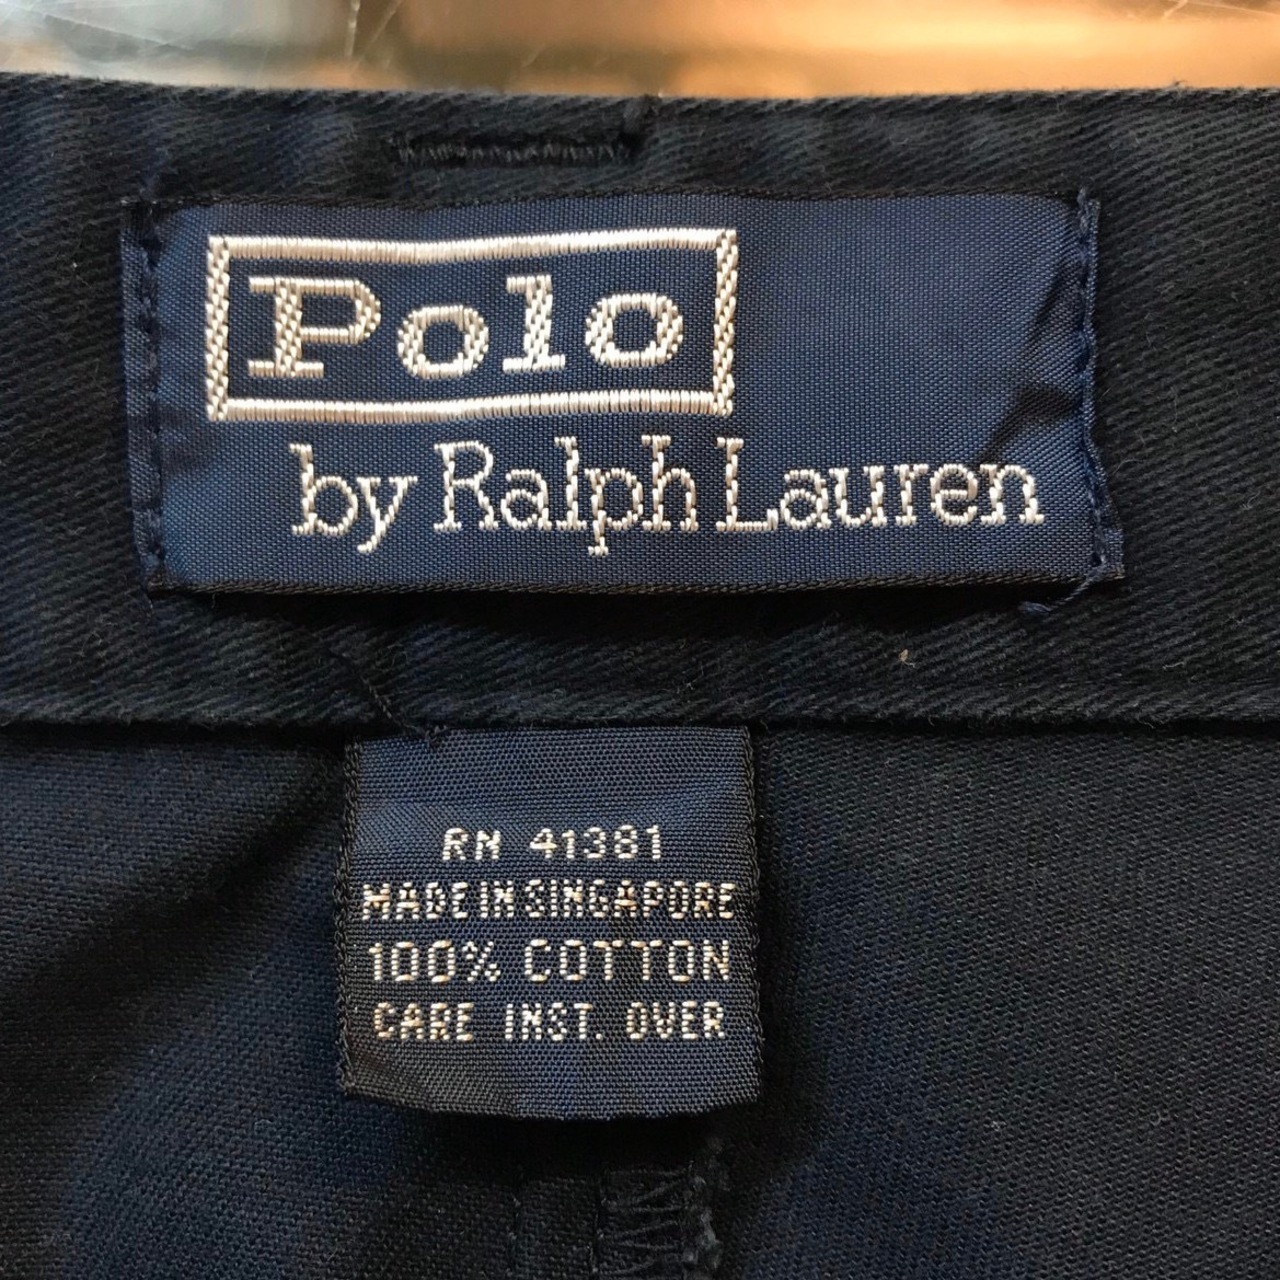 Polo
by Ralph Lauren
RN 41381
MADE IN SINGAPORE
100% COTTON
CARE INST. OVER